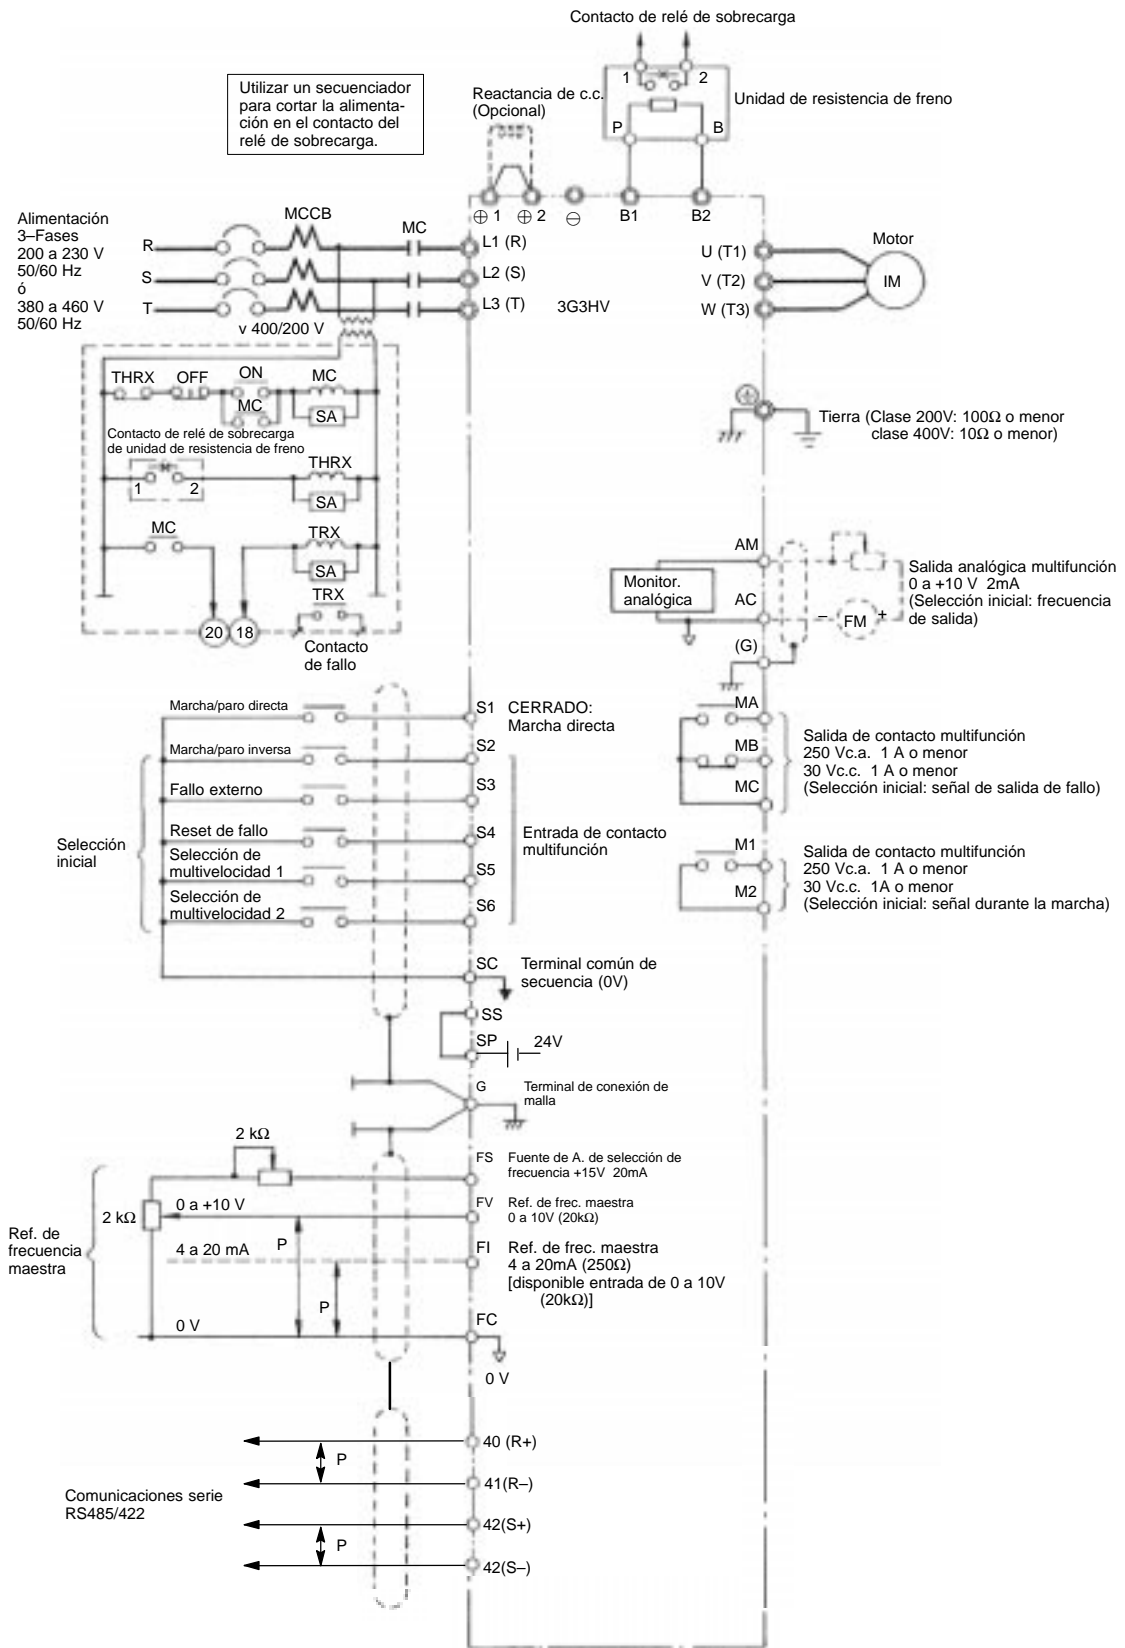 Contacto de relé de sobrecarga
Utilizar un secuenciador
para cortar la alimenta-
ción en el contacto del
relé de sobrecarga.
Reactancia de c.c.
(Opcional)
1 2
Unidad de resistencia de freno
P B
⊕ 1 ⊕ 2 ⊖ B1 B2
Alimentación
3–Fases
200 a 230 V
50/60 Hz
ó
380 a 460 V
50/60 Hz
MCCB MC
R L1 (R)
S L2 (S)
T L3 (T)
3G3HV
U (T1)
V (T2)
W (T3)
Motor
IM
v 400/200 V
THRX OFF ON MC
MC SA
Contacto de relé de sobrecarga
de unidad de resistencia de freno
1 2
THRX
SA
MC
TRX
SA
TRX
20 18
Contacto
de fallo
Tierra (Clase 200V: 100Ω o menor
clase 400V: 10Ω o menor)
AM
Monitor.
analógica
AC
– FM +
(G)
Salida analógica multifunción
0 a +10 V 2mA
(Selección inicial: frecuencia
de salida)
Marcha/paro directa
S1 CERRADO:
Marcha directa
Marcha/paro inversa
S2
Fallo externo
S3
Reset de fallo
S4
Selección de
multivelocidad 1
S5
Selección de
multivelocidad 2
S6
Selección
inicial
Entrada de contacto
multifunción
MA
MB
MC
Salida de contacto multifunción
250 Vc.a. 1 A o menor
30 Vc.c. 1 A o menor
(Selección inicial: señal de salida de fallo)
M1
M2
Salida de contacto multifunción
250 Vc.a. 1 A o menor
30 Vc.c. 1A o menor
(Selección inicial: señal durante la marcha)
SC Terminal común de
secuencia (0V)
SS
SP 24V
G Terminal de conexión de
malla
2 kΩ
FS Fuente de A. de selección de
frecuencia +15V 20mA
2 kΩ
0 a +10 V
FV Ref. de frec. maestra
0 a 10V (20kΩ)
Ref. de
frecuencia
maestra
4 a 20 mA
P
FI Ref. de frec. maestra
4 a 20mA (250Ω)
[disponible entrada de 0 a 10V
(20kΩ)]
P
0 V
FC
0 V
40 (R+)
P
41(R–)
Comunicaciones serie
RS485/422
42(S+)
P
42(S–)